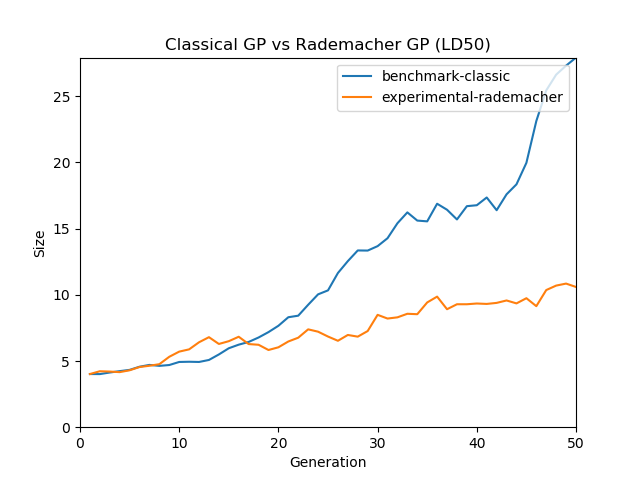 Classical GP vs Rademacher GP (LD50)
benchmark-classic
experimental-rademacher
25
20
15
10
5
0
Size
0 10 20 30 40 50
Generation